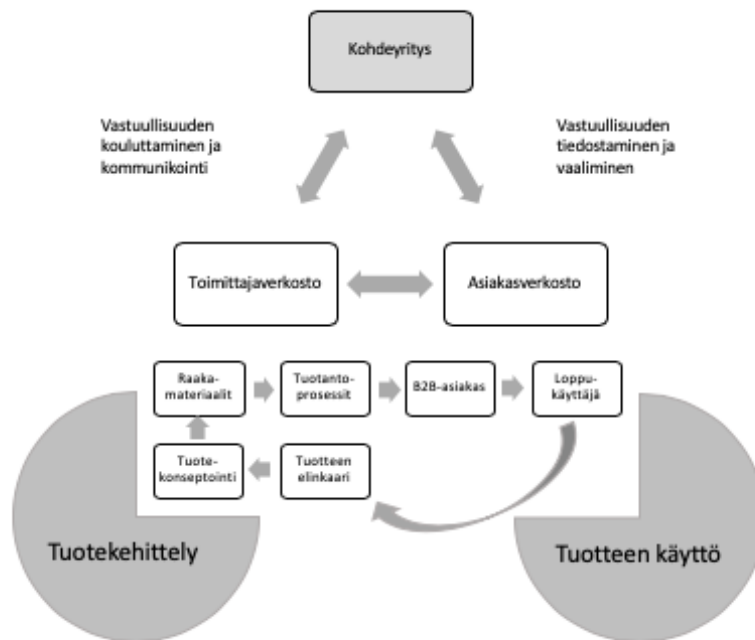 Kohdeyritys
Vastuullisuuden
kouluttaminen ja
kommunikointi
Vastuullisuuden
tiedostaminen ja
vaaliminen
Toimittajaverkosto
Asiakasverkosto
Raaka-
materiaalit
Tuotanto-
prosessit
B2B-asiakas
Loppu-
käyttäjä
Tuote-
konseptointi
Tuotteen
elinkaari
Tuotekehittely
Tuotteen käyttö